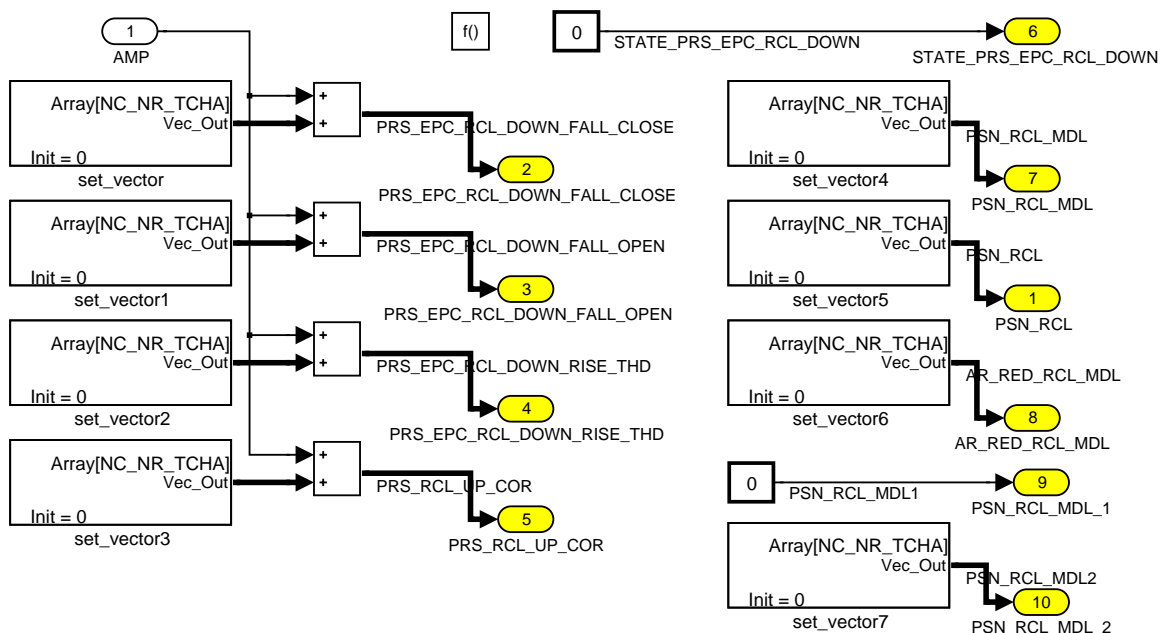 1
AMP
f()
0
STATE_PRS_EPC_RCL_DOWN
6
STATE_PRS_EPC_RCL_DOWN
Array[NC_NR_TCHA]
Vec_Out
Init = 0
set_vector
+
+
PRS_EPC_RCL_DOWN_FALL_CLOSE
2
PRS_EPC_RCL_DOWN_FALL_CLOSE
Array[NC_NR_TCHA]
Vec_Out
Init = 0
set_vector4
PSN_RCL_MDL
7
PSN_RCL_MDL
Array[NC_NR_TCHA]
Vec_Out
Init = 0
set_vector1
+
+
PRS_EPC_RCL_DOWN_FALL_OPEN
3
PRS_EPC_RCL_DOWN_FALL_OPEN
Array[NC_NR_TCHA]
Vec_Out
Init = 0
set_vector5
PSN_RCL
1
PSN_RCL
Array[NC_NR_TCHA]
Vec_Out
Init = 0
set_vector2
+
+
PRS_EPC_RCL_DOWN_RISE_THD
4
PRS_EPC_RCL_DOWN_RISE_THD
Array[NC_NR_TCHA]
Vec_Out
Init = 0
set_vector6
AR_RED_RCL_MDL
8
AR_RED_RCL_MDL
Array[NC_NR_TCHA]
Vec_Out
Init = 0
set_vector3
+
+
PRS_RCL_UP_COR
5
PRS_RCL_UP_COR
0
PSN_RCL_MDL1
9
PSN_RCL_MDL_1
Array[NC_NR_TCHA]
Vec_Out
Init = 0
set_vector7
PSN_RCL_MDL2
10
PSN_RCL_MDL_2